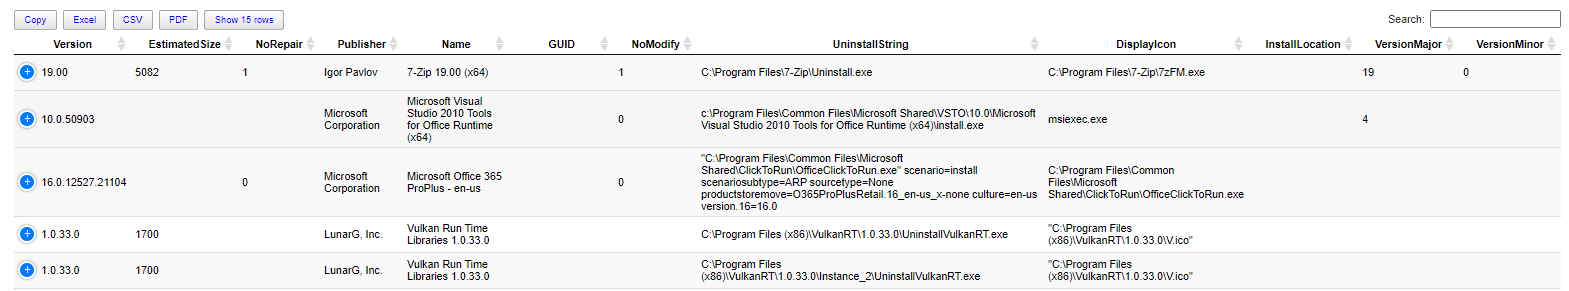 Copy Excel CSV PDF Show 15 rows Search:
Version EstimatedSize NoRepair Publisher Name GUID NoModify UninstallString DisplayIcon InstallLocation VersionMajor VersionMinor
19.00 5082 1 Igor Pavlov 7-Zip 19.00 (x64) 1 C:\Program Files\7-Zip\Uninstall.exe C:\Program Files\7-Zip\7zFM.exe 19 0
10.0.50903
Microsoft
Corporation
Microsoft Visual
Studio 2010 Tools
for Office Runtime
(x64)
0
c:\Program Files\Common Files\Microsoft Shared\VSTO\10.0\Microsoft
Visual Studio 2010 Tools for Office Runtime (x64)\install.exe
msiexec.exe
4
16.0.12527.21104
0
Microsoft
Corporation
Microsoft Office 365
ProPlus - en-us
0
"C:\Program Files\Common Files\Microsoft
Shared\ClickToRun\OfficeClickToRun.exe" scenario=install
scenariosubtype=ARP sourcetype=None
productstoremove=O365ProPlusRetail.16_en-us_x-none culture=en-us
version.16=16.0
C:\Program Files\Common
Files\Microsoft
Shared\ClickToRun\OfficeClickToRun.exe
1.0.33.0
1700
LunarG, Inc.
Vulkan Run Time
Libraries 1.0.33.0
C:\Program Files (x86)\VulkanRT\1.0.33.0\UninstallVulkanRT.exe
"C:\Program Files
(x86)\VulkanRT\1.0.33.0\V.ico"
1.0.33.0
1700
LunarG, Inc.
Vulkan Run Time
Libraries 1.0.33.0
C:\Program Files
(x86)\VulkanRT\1.0.33.0\Instance_2\UninstallVulkanRT.exe
"C:\Program Files
(x86)\VulkanRT\1.0.33.0\V.ico"